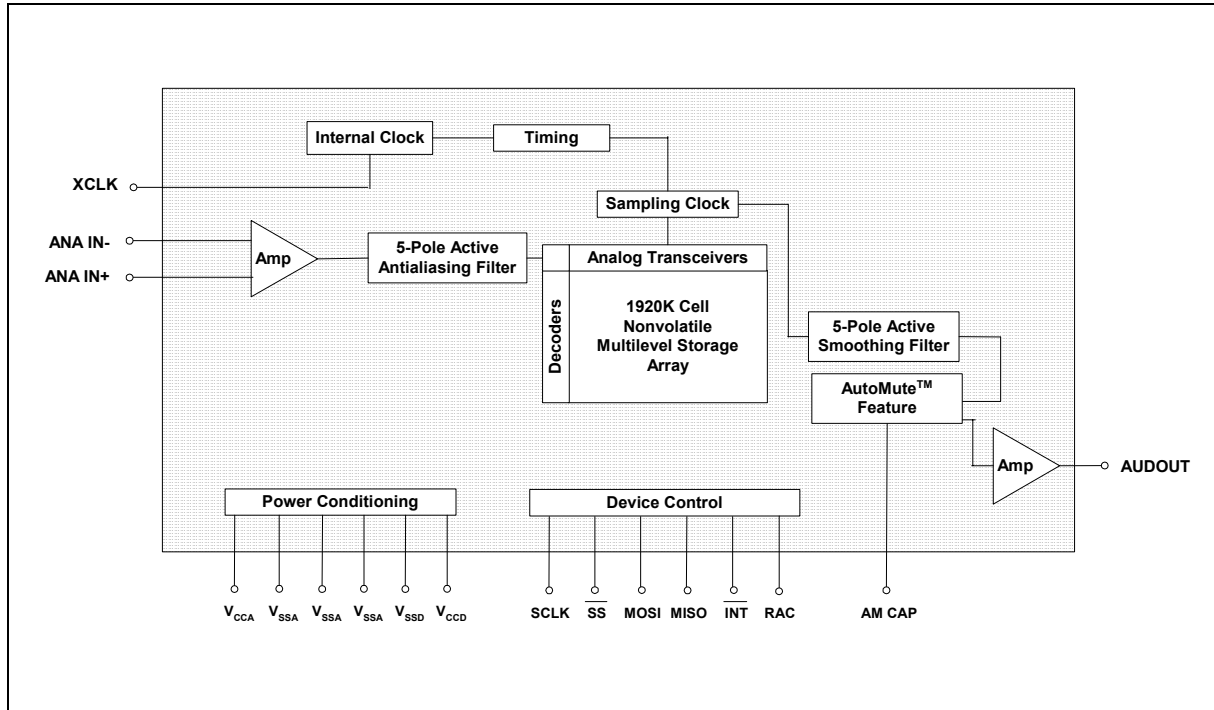 Internal Clock
Timing
XCLK
Sampling Clock
ANA IN-
ANA IN+
Amp
5-Pole Active
Antialiasing Filter
Analog Transceivers
Decoders
1920K Cell
Nonvolatile
Multilevel Storage
Array
5-Pole Active
Smoothing Filter
AutoMute™
Feature
Amp
AUDOUT
Power Conditioning
Device Control
VCCA
VSSA
VSSA
VSSA
VSSD
VCCD
SCLK
SS
MOSI
MISO
INT
RAC
AM CAP